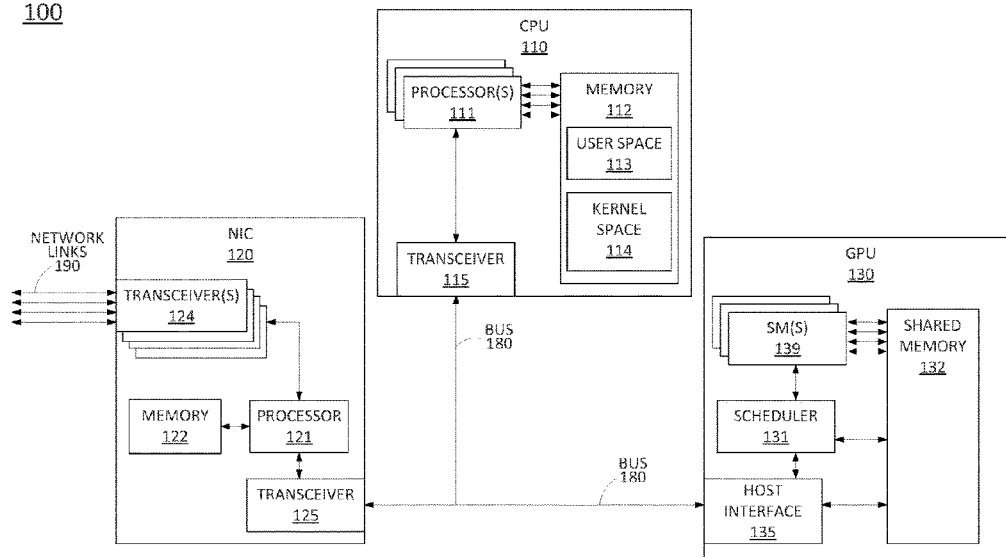 100
CPU
110
PROCESSOR(S)
111
MEMORY
112
USER SPACE
113
KERNEL
SPACE
114
TRANSCEIVER
115
NETWORK
LINKS
190
NIC
120
TRANSCEIVER(S)
124
MEMORY
122
PROCESSOR
121
TRANSCEIVER
125
BUS
180
BUS
180
GPU
130
SM(S)
139
SHARED
MEMORY
132
SCHEDULER
131
HOST
INTERFACE
135